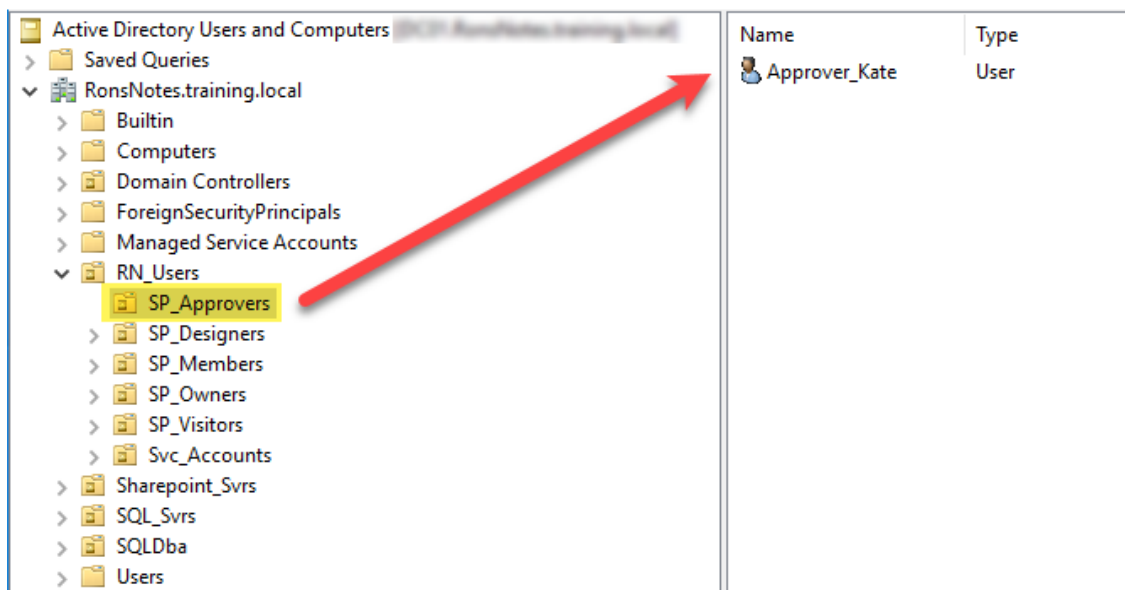 Active Directory Users and Computers
Saved Queries
RonsNotes.training.local
Builtin
Computers
Domain Controllers
ForeignSecurityPrincipals
Managed Service Accounts
RN_Users
SP_Approvers
SP_Designers
SP_Members
SP_Owners
SP_Visitors
Svc_Accounts
Sharepoint_Svrs
SQL_Svrs
SQLDba
Users
Name Type
Approver_Kate User